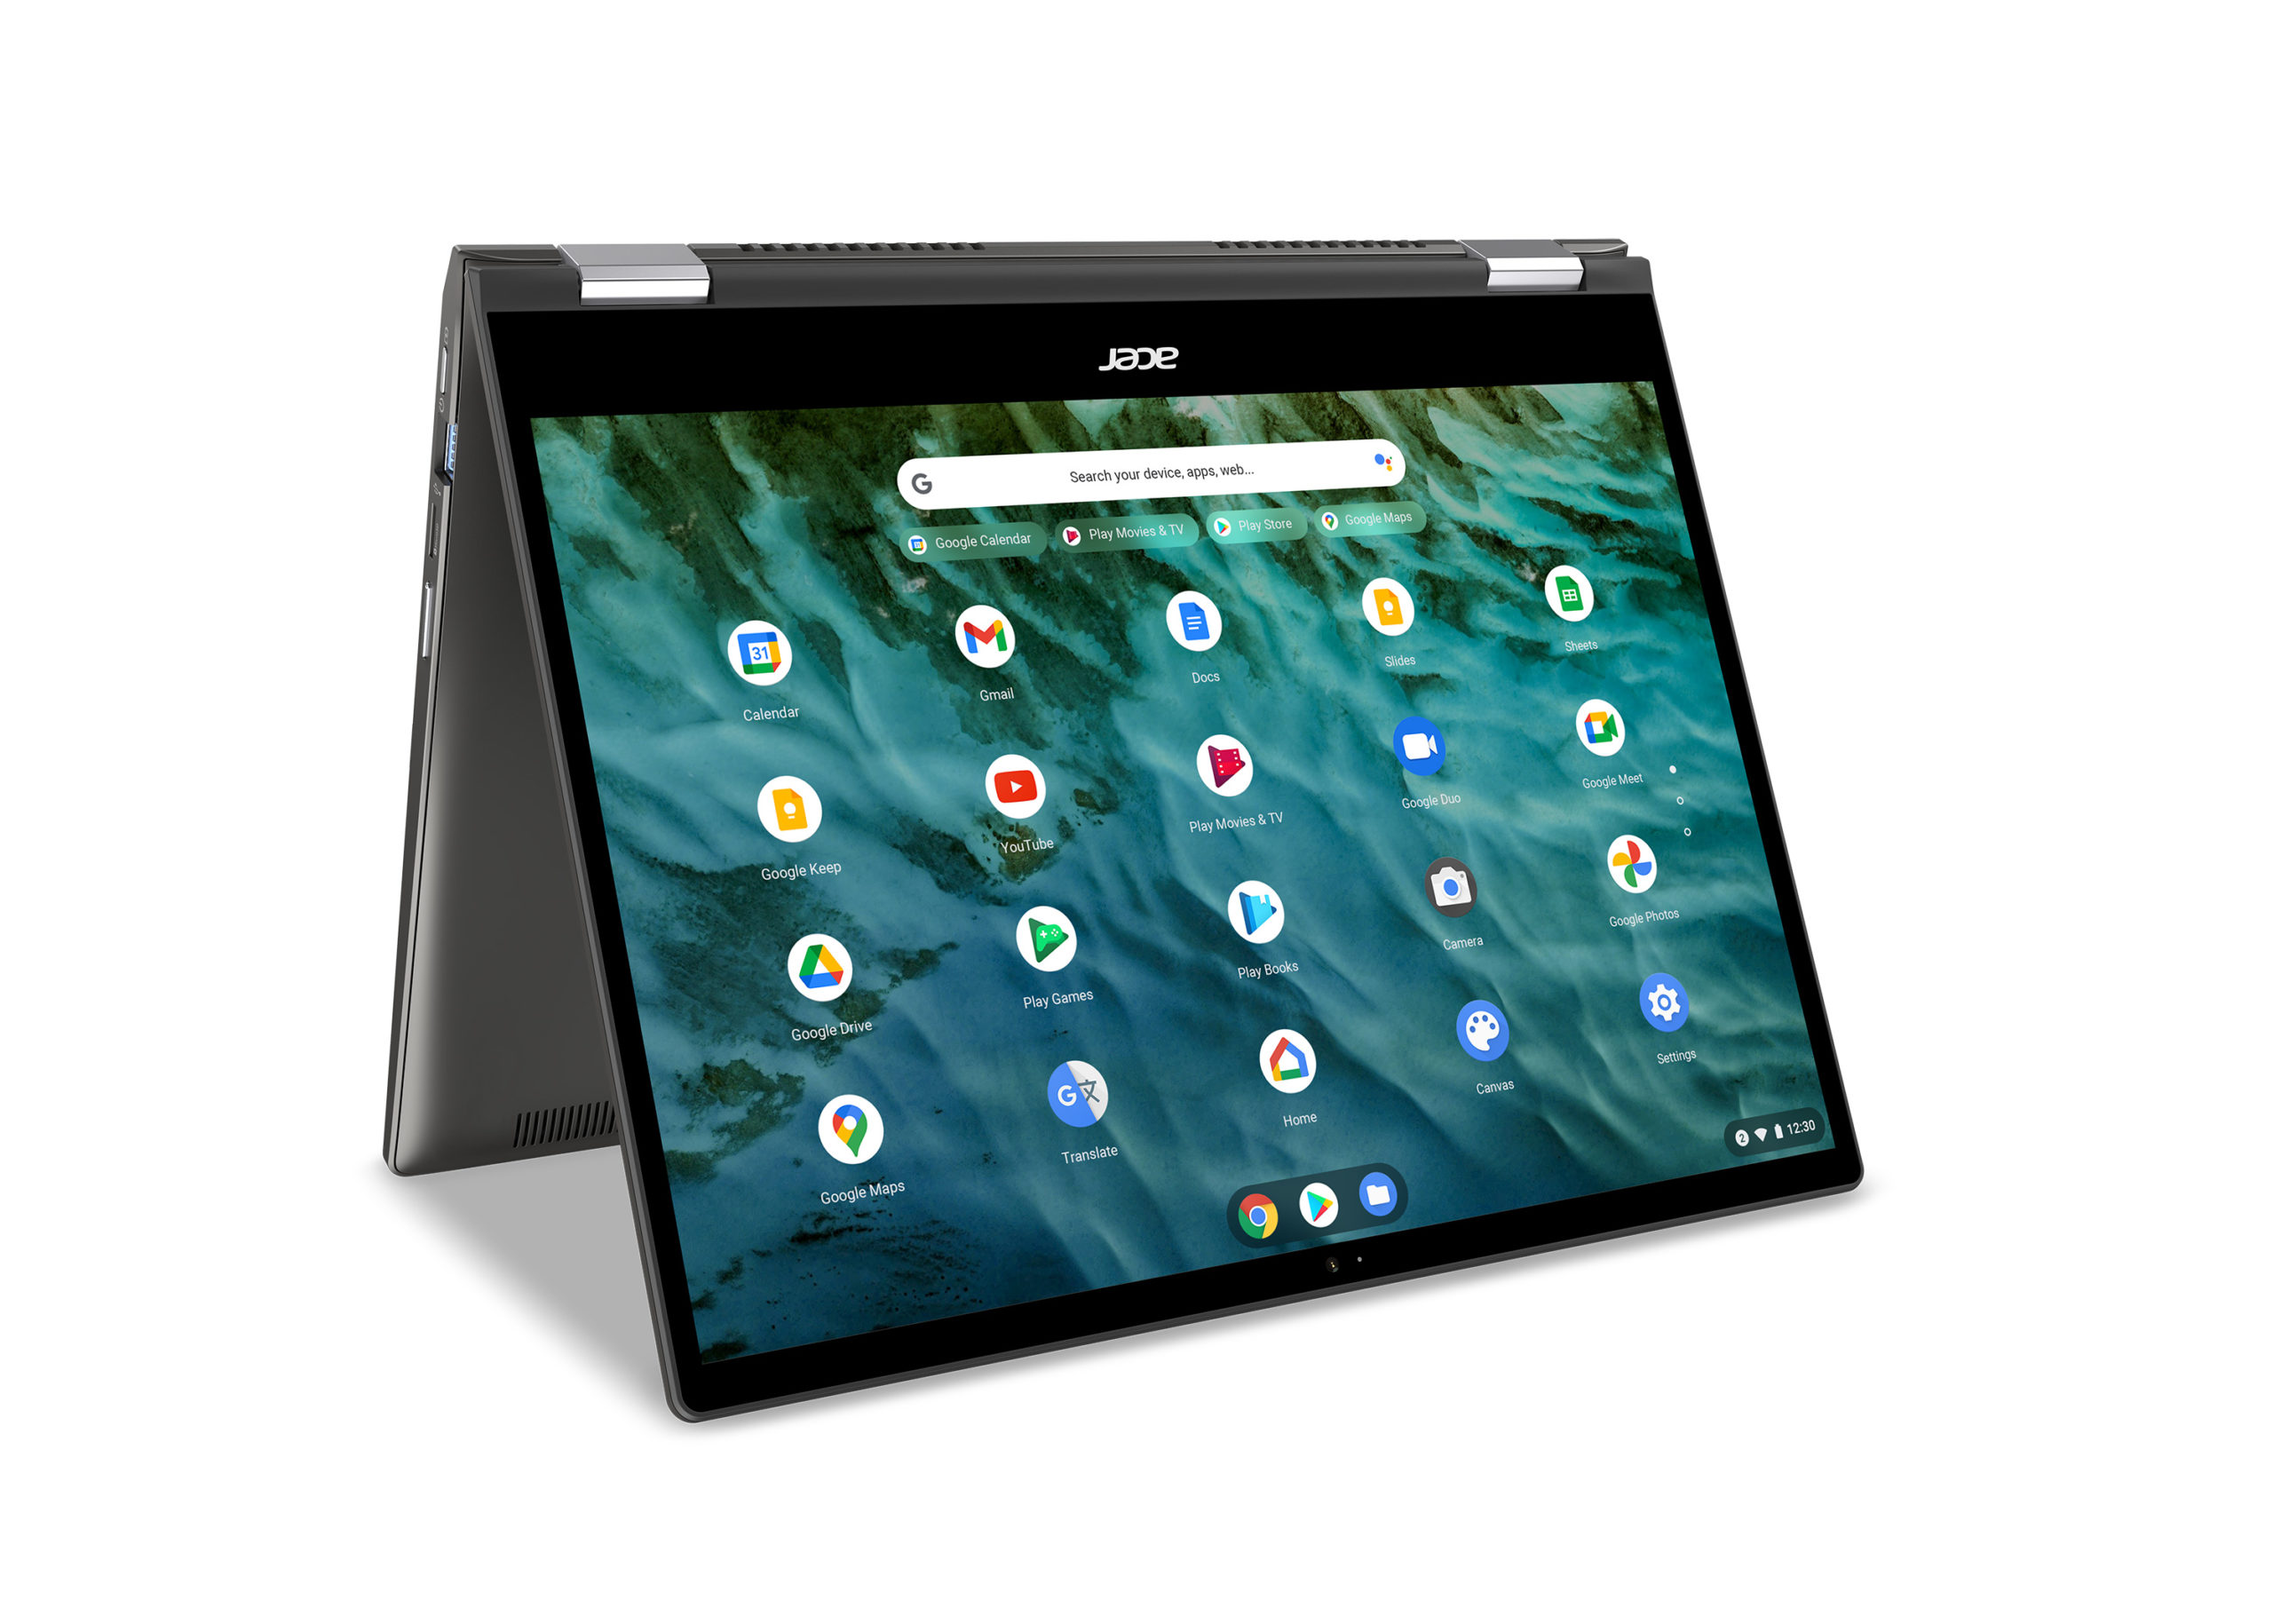 acer
G
Search your device, apps, web...
Google Calendar
Play Movies & TV
Play Store
Google Maps
31
Calendar
Gmail
Docs
Slides
Sheets
Google Keep
YouTube
Play Movies & TV
Google Duo
Google Meet
Google Drive
Play Games
Play Books
Camera
Google Photos
Google Maps
G文
Translate
Home
Canvas
Settings
2 12:30